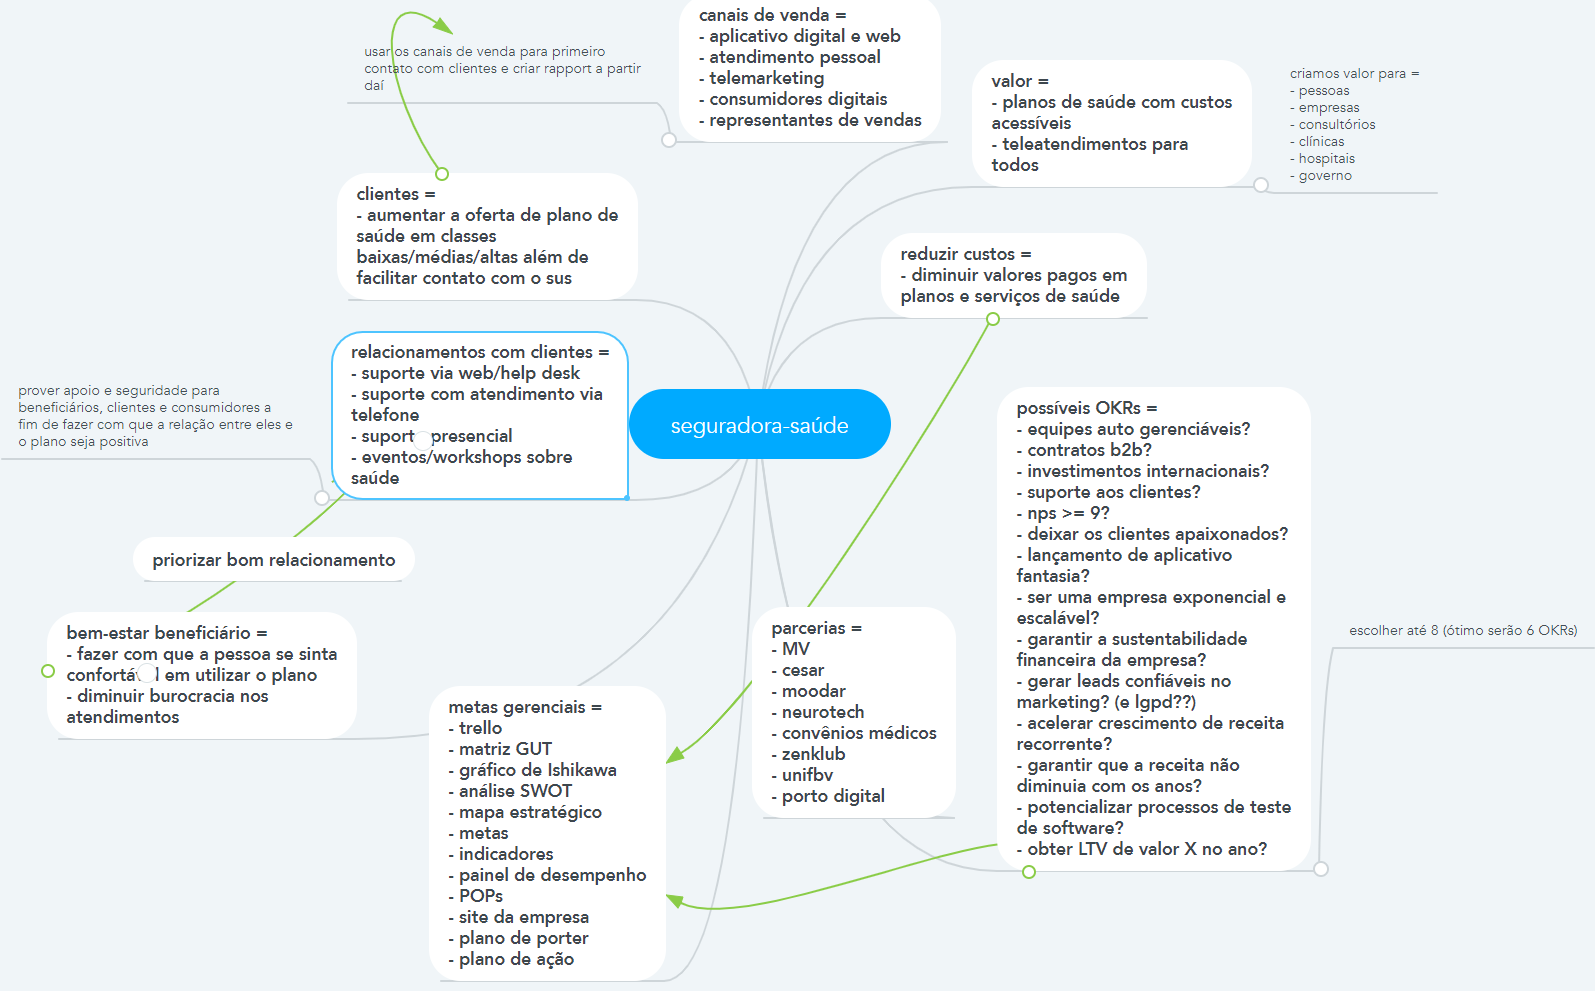 canais de venda =
- aplicativo digital e web
- atendimento pessoal
- telemarketing
- consumidores digitais
- representantes de vendas
usar os canais de venda para primeiro
contato com clientes e criar rapport a partir
daí
valor =
- planos de saúde com custos
acessíveis
- teleatendimentos para
todos
criamos valor para =
- pessoas
- empresas
- consultórios
- clínicas
- hospitais
- governo
clientes =
- aumentar a oferta de plano de
saúde em classes
baixas/médias/altas além de
facilitar contato com o sus
reduzir custos =
- diminuir valores pagos em
planos e serviços de saúde
relacionamentos com clientes =
- suporte via web/help desk
- suporte com atendimento via
telefone
- suporte presencial
- eventos/workshops sobre
saúde
prover apoio e seguridade para
beneficiários, clientes e consumidores a
fim de fazer com que a relação entre eles e
o plano seja positiva
seguradora-saúde
possíveis OKRs =
- equipes auto gerenciáveis?
- contratos b2b?
- investimentos internacionais?
- suporte aos clientes?
- nps >= 9?
- deixar os clientes apaixonados?
- lançamento de aplicativo
fantasia?
- ser uma empresa exponencial e
escalável?
- garantir a sustentabilidade
financeira da empresa?
- gerar leads confiáveis no
marketing? (e lgpd??)
- acelerar crescimento de receita
recorrente?
- garantir que a receita não
diminuia com os anos?
- potencializar processos de teste
de software?
- obter LTV de valor X no ano?
escolher até 8 (ótimo serão 6 OKRs)
priorizar bom relacionamento
bem-estar beneficiário =
- fazer com que a pessoa se sinta
confortável em utilizar o plano
- diminuir burocracia nos
atendimentos
parcerias =
- MV
- cesar
- moodar
- neurotech
- convênios médicos
- zenklub
- unifbv
- porto digital
metas gerenciais =
- trello
- matriz GUT
- gráfico de Ishikawa
- análise SWOT
- mapa estratégico
- metas
- indicadores
- painel de desempenho
- POPs
- site da empresa
- plano de porter
- plano de ação